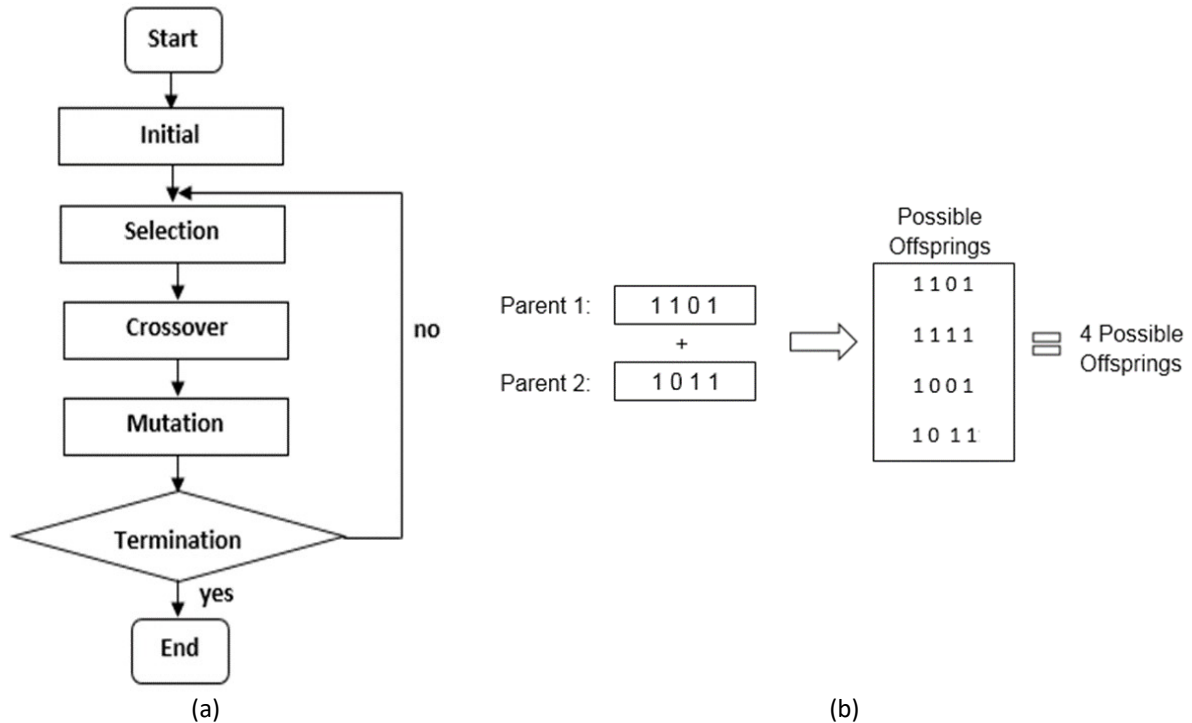 Start
Initial
Selection
Crossover
no
Mutation
Termination
yes
End
(a)
Possible
Offsprings
Parent 1:
1 1 0 1
+
Parent 2:
1 0 1 1
1 1 0 1
1 1 1 1
1 0 0 1
1 0 1 1
4 Possible
Offsprings
(b)